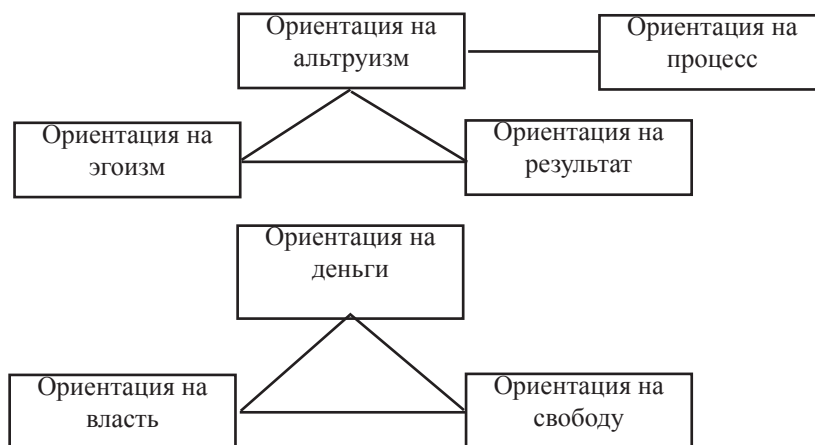 Ориентация на
альтруизм
Ориентация на
процесс
Ориентация на
эгоизм
Ориентация на
результат
Ориентация на
деньги
Ориентация на
власть
Ориентация на
свободу